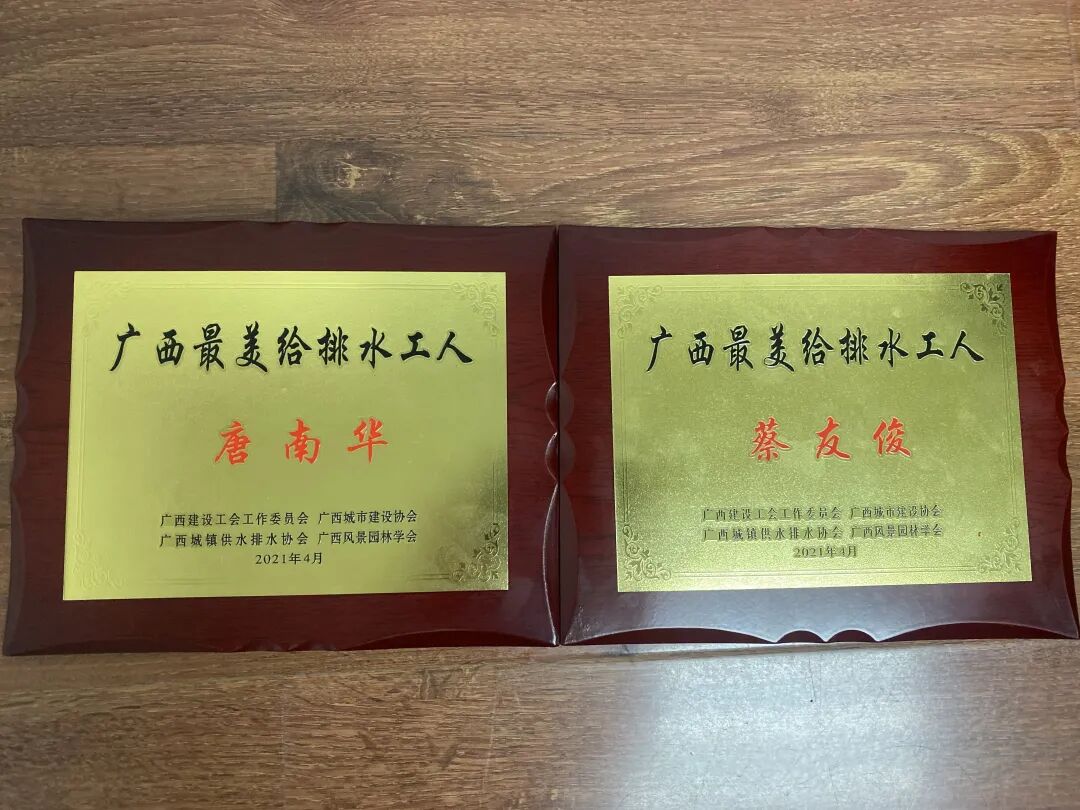 广西最美给排水工人
唐南华
广西建设工会工作委员会 广西城市建设协会
广西城镇供水排水协会 广西风景园林学会
2021年4月
广西最美给排水工人
蔡友俊
广西建设工会工作委员会 广西城市建设协会
广西城镇供水排水协会 广西风景园林学会
2021年4月